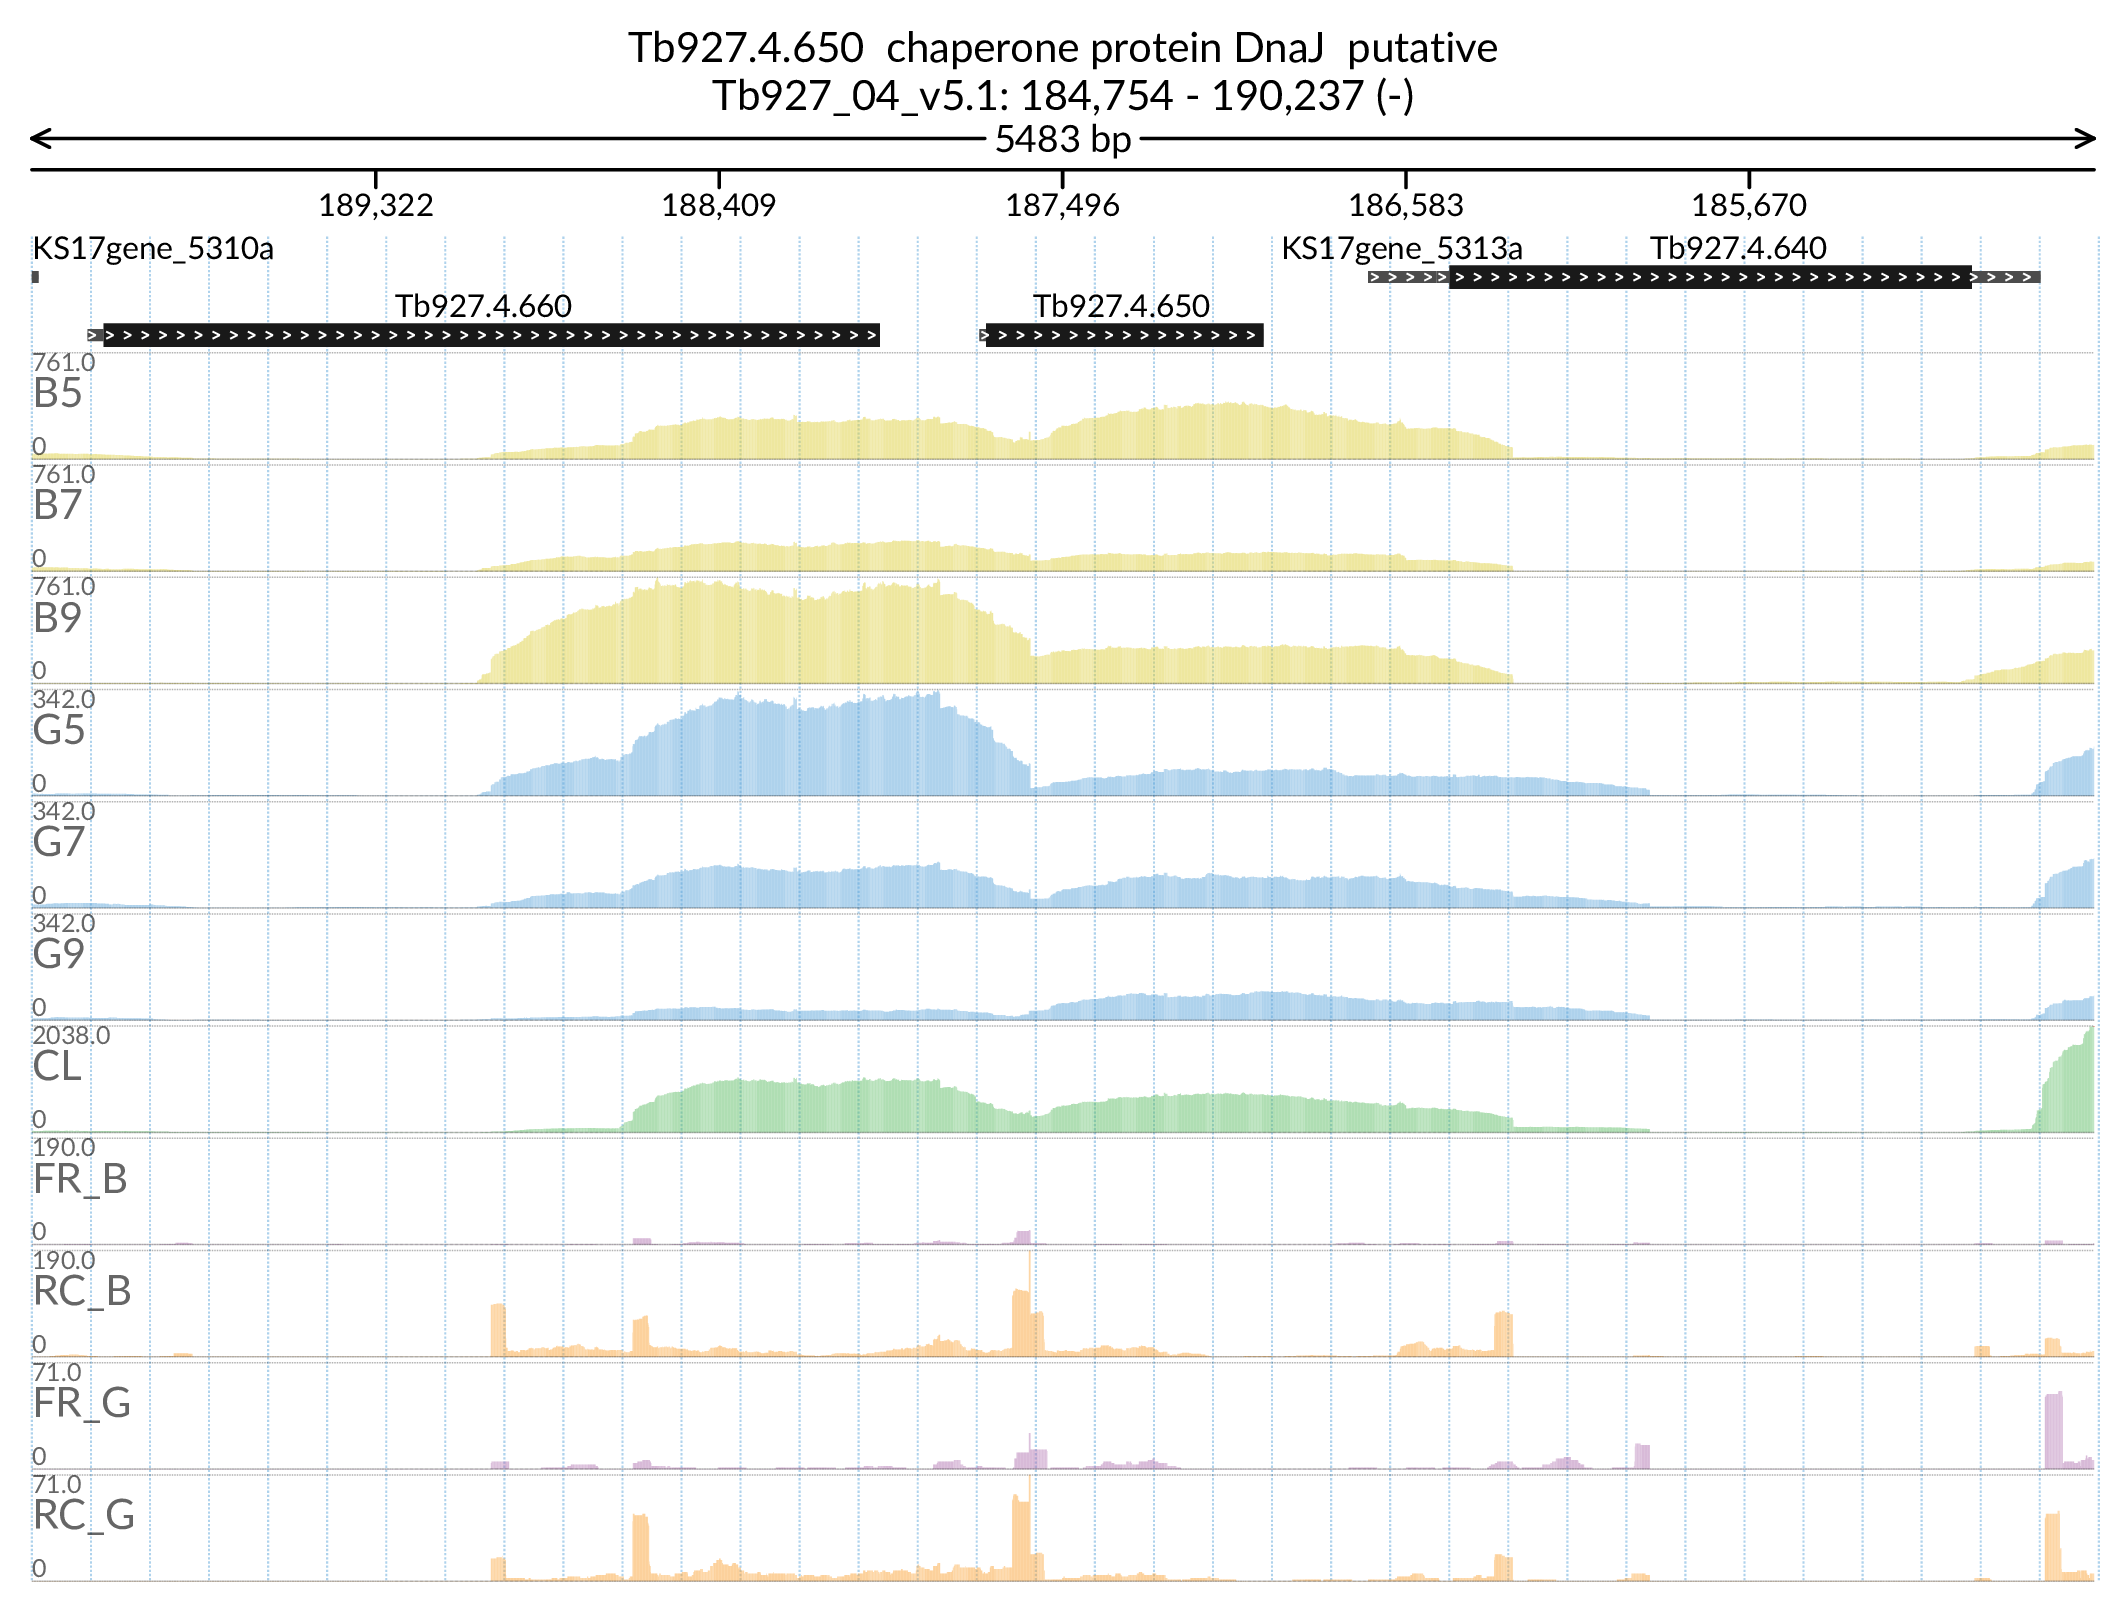 Tb927.4.650  chaperone protein DnaJ  putative
Tb927_04_v5.1: 184,754 - 190,237 (-)
5483 bp
189,322 188,409 187,496 186,583 185,670
KS17gene_5310a KS17gene_5313a Tb927.4.640
Tb927.4.660 Tb927.4.650
761.0
B5
0
761.0
B7
0
761.0
B9
0
342.0
G5
0
342.0
G7
0
342.0
G9
0
2038.0
CL
0
190.0
FR_B
0
190.0
RC_B
0
71.0
FR_G
0
71.0
RC_G
0